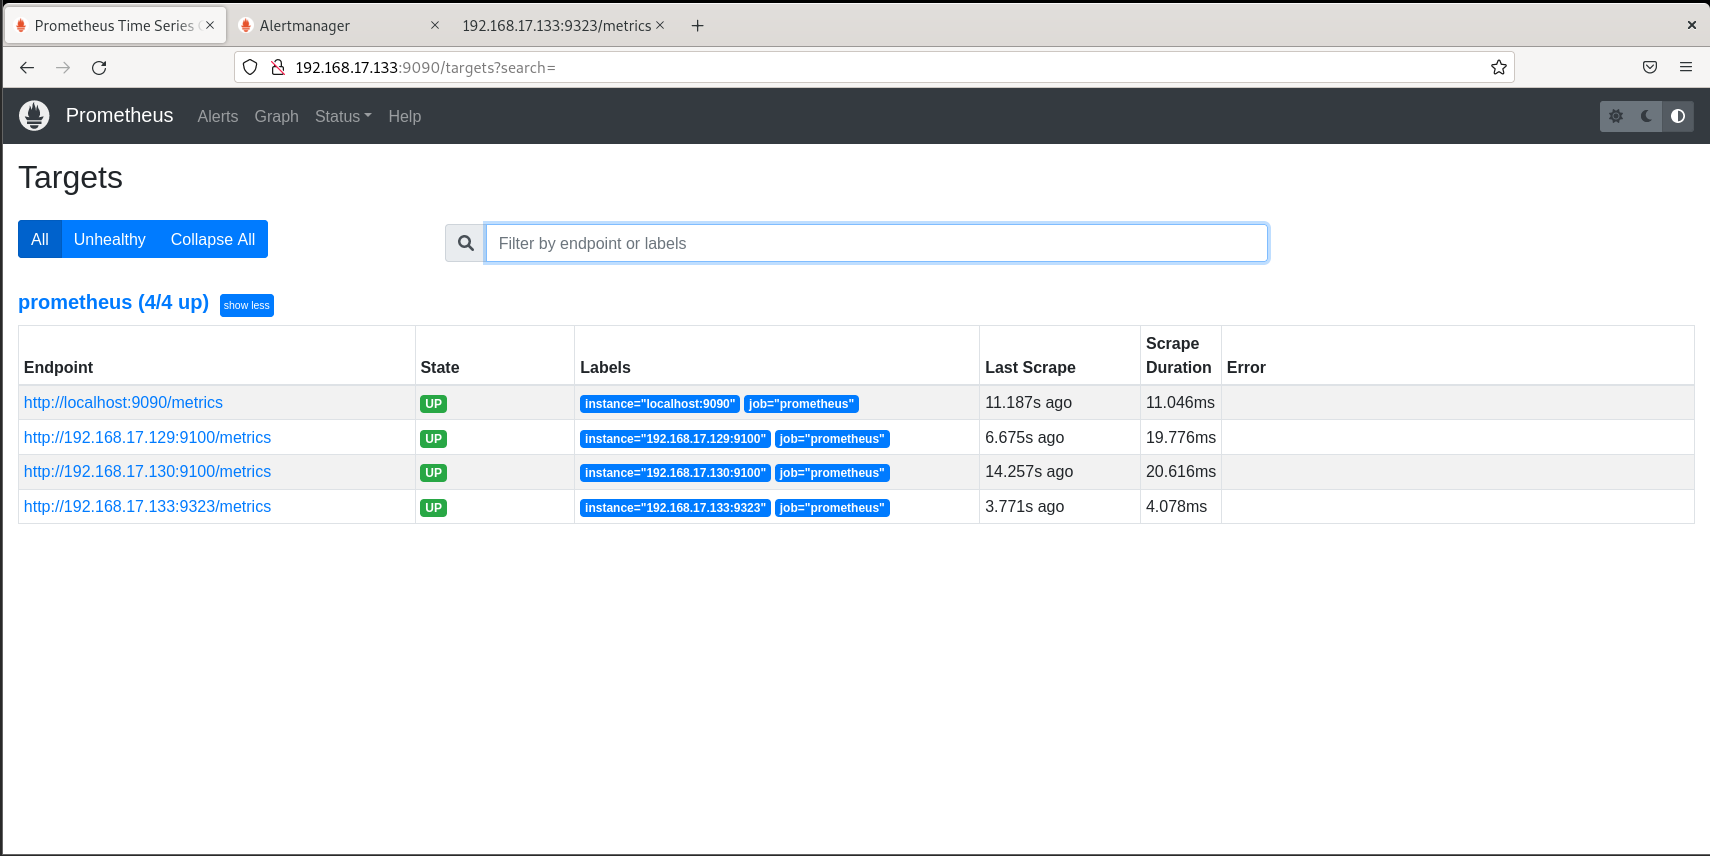 Prometheus Time Series
Alertmanager
192.168.17.133:9323/metrics
192.168.17.133:9090/targets?search=
Prometheus Alerts Graph Status Help
Targets
All Unhealthy Collapse All
Filter by endpoint or labels
prometheus (4/4 up) show less
Endpoint State Labels Last Scrape Scrape Duration Error
http://localhost:9090/metrics UP instance="localhost:9090" job="prometheus" 11.187s ago 11.046ms
http://192.168.17.129:9100/metrics UP instance="192.168.17.129:9100" job="prometheus" 6.675s ago 19.776ms
http://192.168.17.130:9100/metrics UP instance="192.168.17.130:9100" job="prometheus" 14.257s ago 20.616ms
http://192.168.17.133:9323/metrics UP instance="192.168.17.133:9323" job="prometheus" 3.771s ago 4.078ms